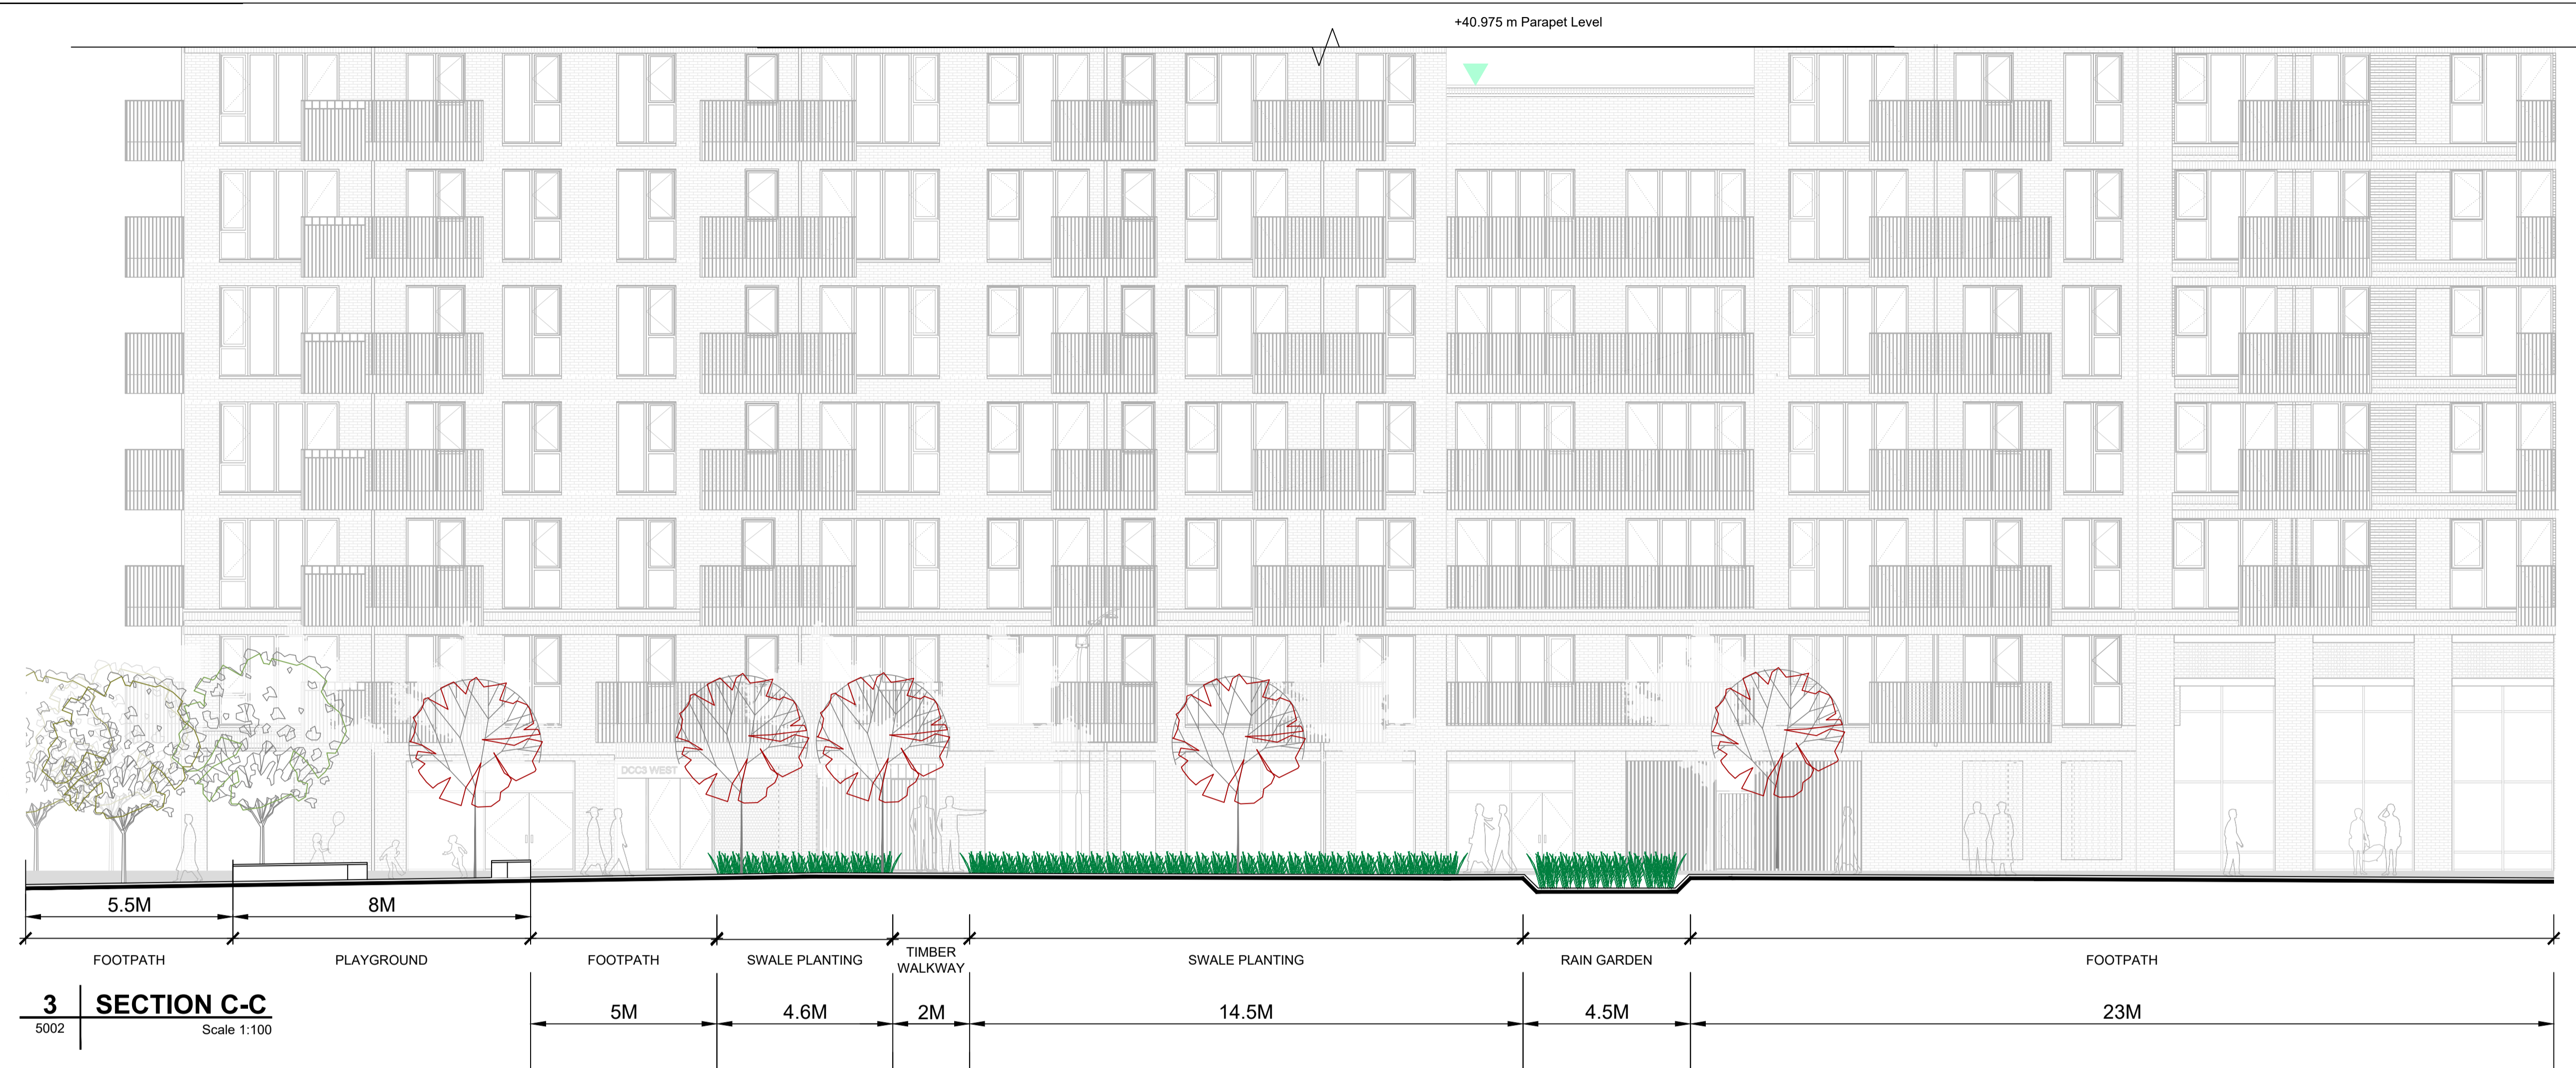 +40.975 m Parapet Level
DCC3 WEST
5.5M
8M
FOOTPATH
PLAYGROUND
FOOTPATH
SWALE PLANTING
TIMBER
WALKWAY
SWALE PLANTING
RAIN GARDEN
FOOTPATH
5M
4.6M
2M
14.5M
4.5M
23M
3
SECTION C-C
5002
Scale 1:100